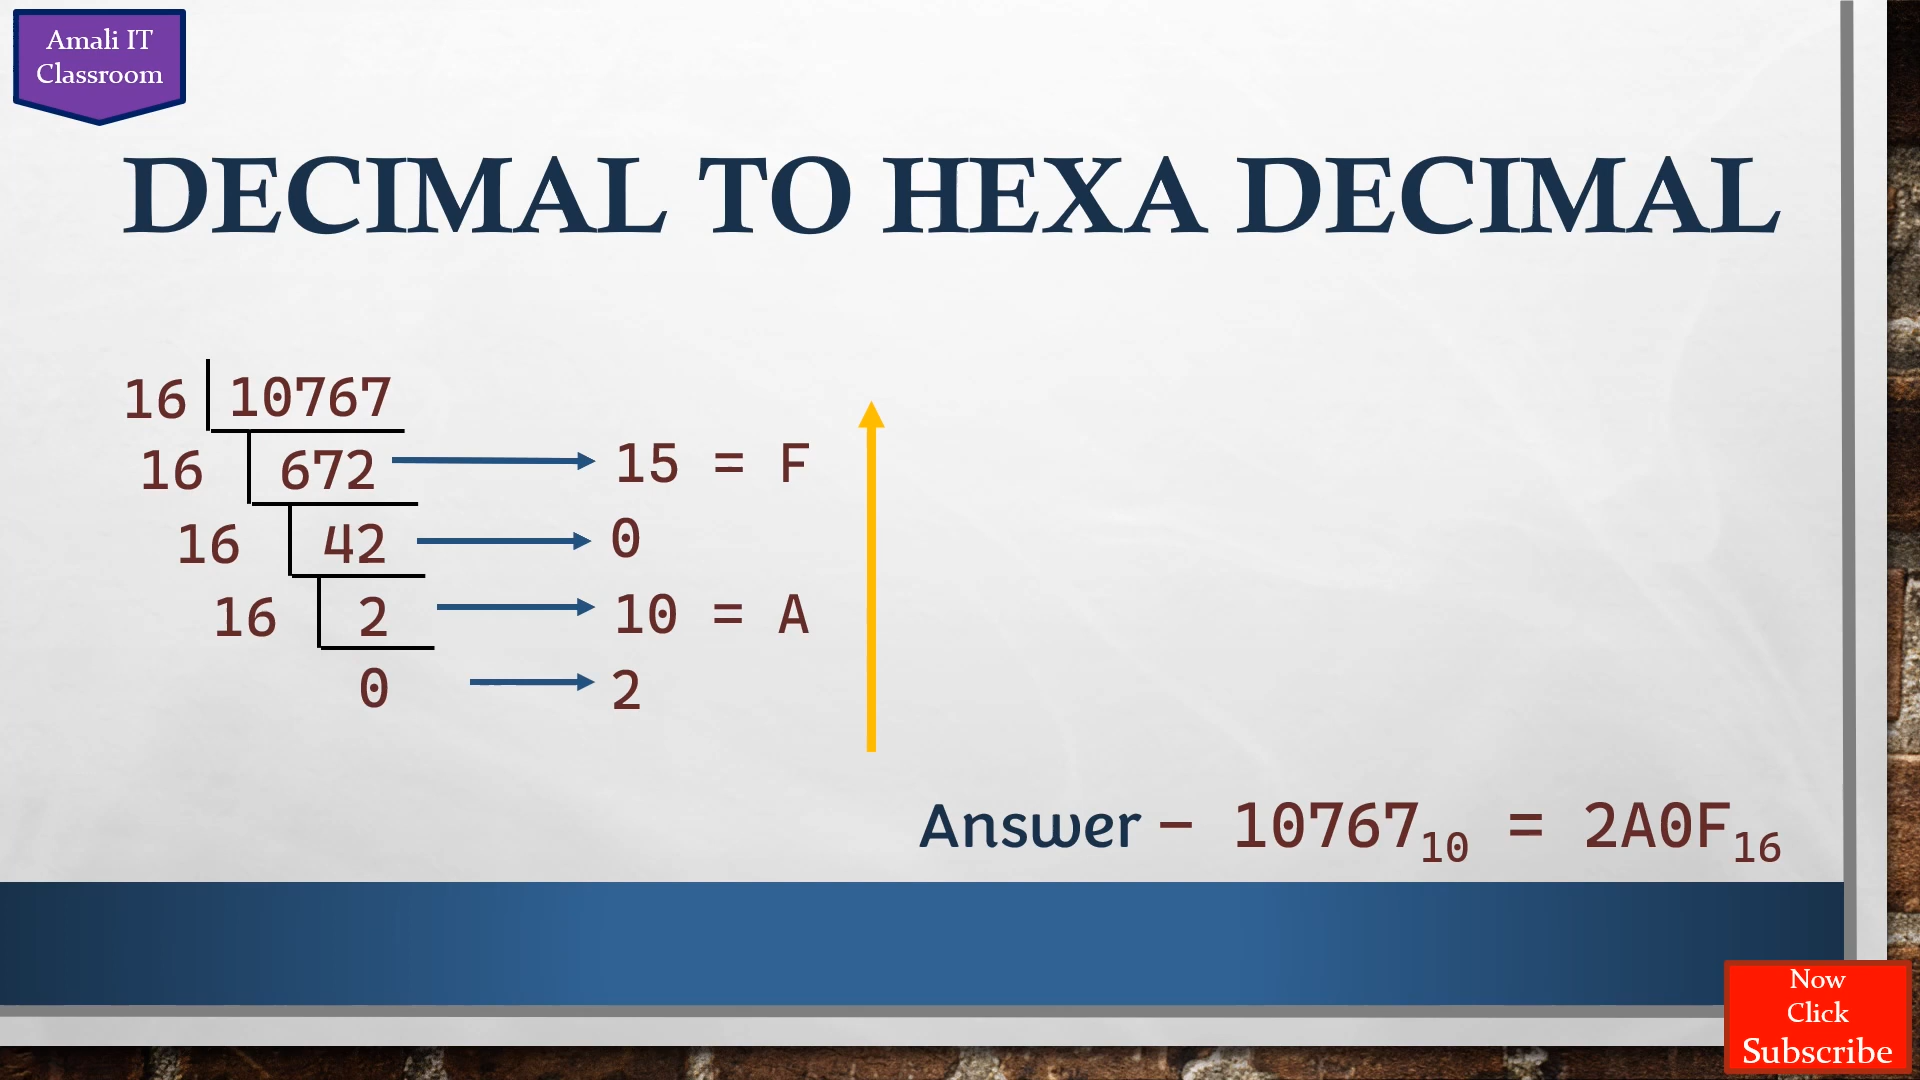 Amali IT
Classroom
DECIMAL TO HEXA DECIMAL
16 10767
16 672 15 = F
16 42 0
16 2 10 = A
0 2
Answer – 10767₁₀ = 2A0F₁₆
Now
Click
Subscribe